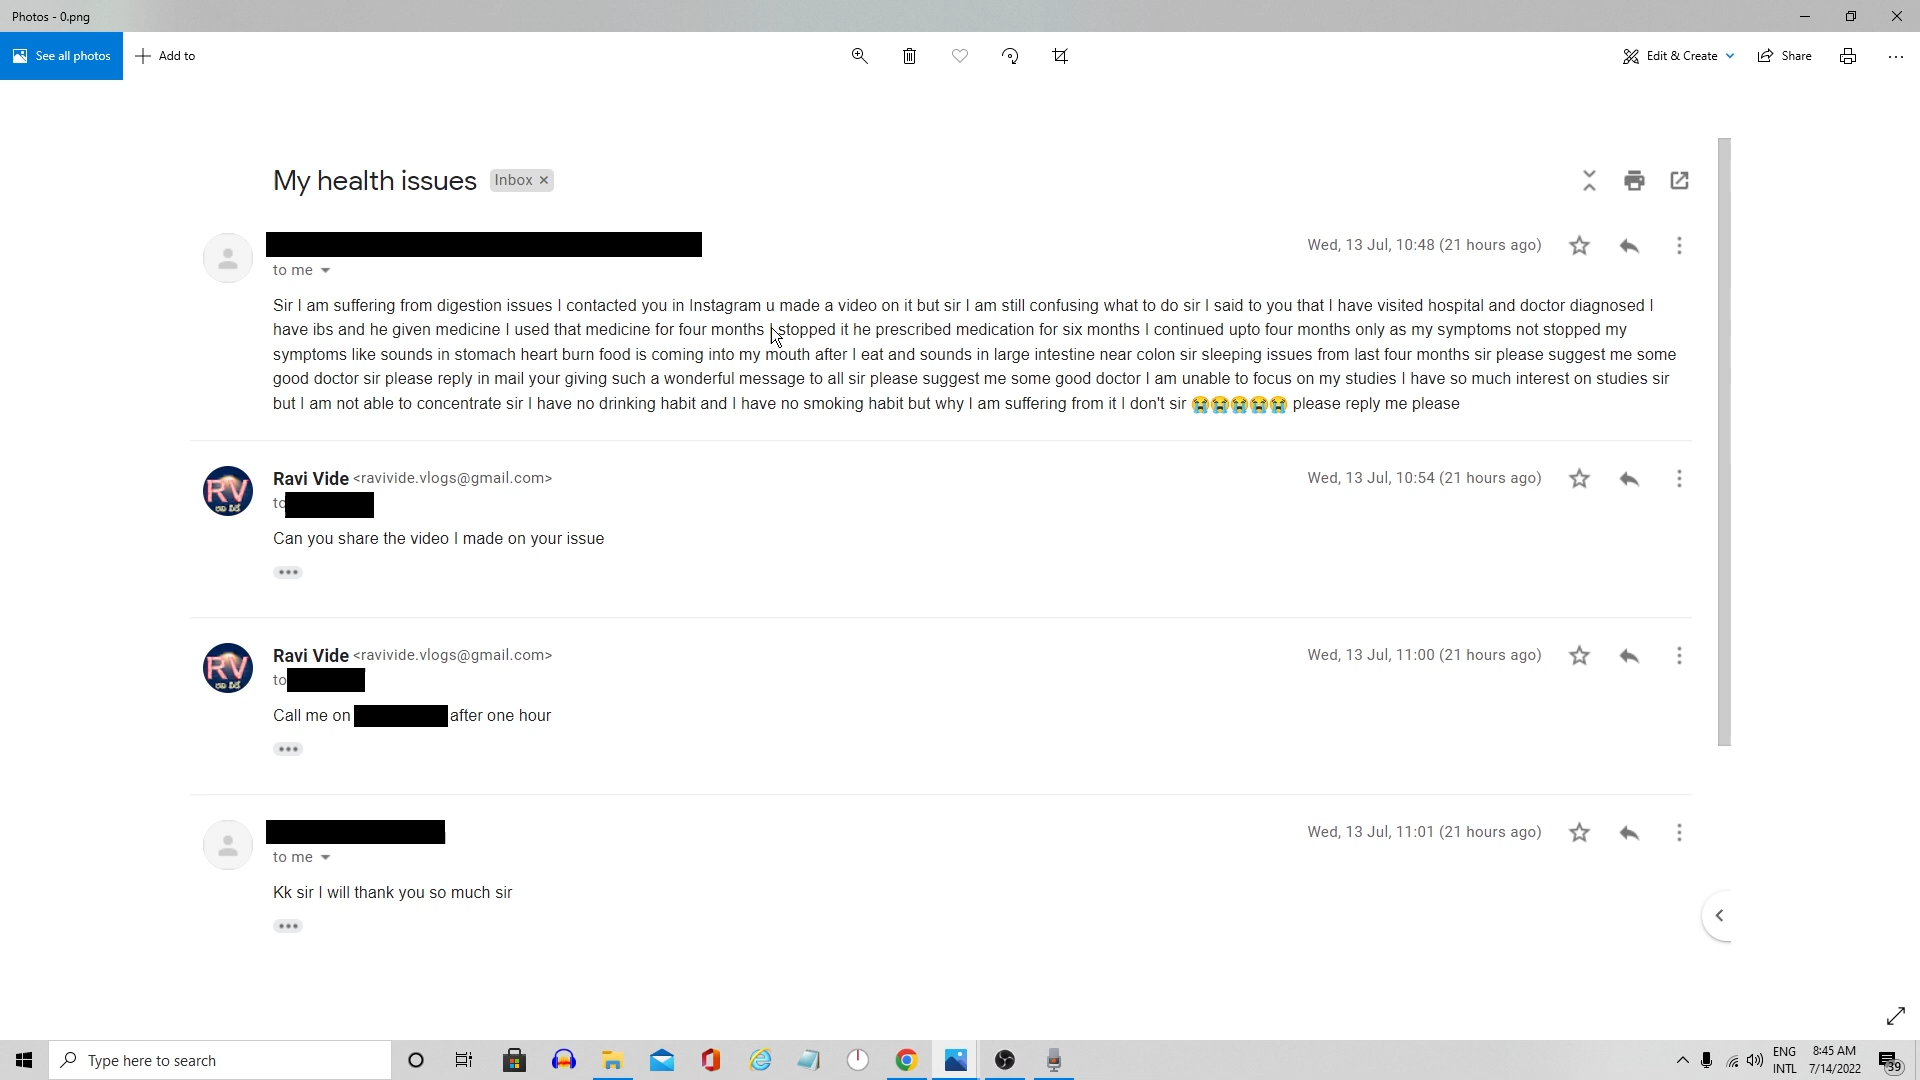 Photos - 0.png
See all photos
Add to
Edit & Create
Share
My health issues
Inbox ×
Wed, 13 Jul, 10:48 (21 hours ago)
to me
Sir I am suffering from digestion issues I contacted you in Instagram u made a video on it but sir I am still confusing what to do sir I said to you that I have visited hospital and doctor diagnosed I
have ibs and he given medicine I used that medicine for four months I stopped it he prescribed medication for six months I continued upto four months only as my symptoms not stopped my
symptoms like sounds in stomach heart burn food is coming into my mouth after I eat and sounds in large intestine near colon sir sleeping issues from last four months sir please suggest me some
good doctor sir please reply in mail your giving such a wonderful message to all sir please suggest me some good doctor I am unable to focus on my studies I have so much interest on studies sir
but I am not able to concentrate sir I have no drinking habit and I have no smoking habit but why I am suffering from it I don't sir 😭😭😭😭😭 please reply me please
RV
Ravi Vide <ravivide.vlogs@gmail.com>
Wed, 13 Jul, 10:54 (21 hours ago)
to
Can you share the video I made on your issue
RV
Ravi Vide <ravivide.vlogs@gmail.com>
Wed, 13 Jul, 11:00 (21 hours ago)
to
Call me on after one hour
Wed, 13 Jul, 11:01 (21 hours ago)
to me
Kk sir I will thank you so much sir
Type here to search
ENG
INTL
8:45 AM
7/14/2022
39